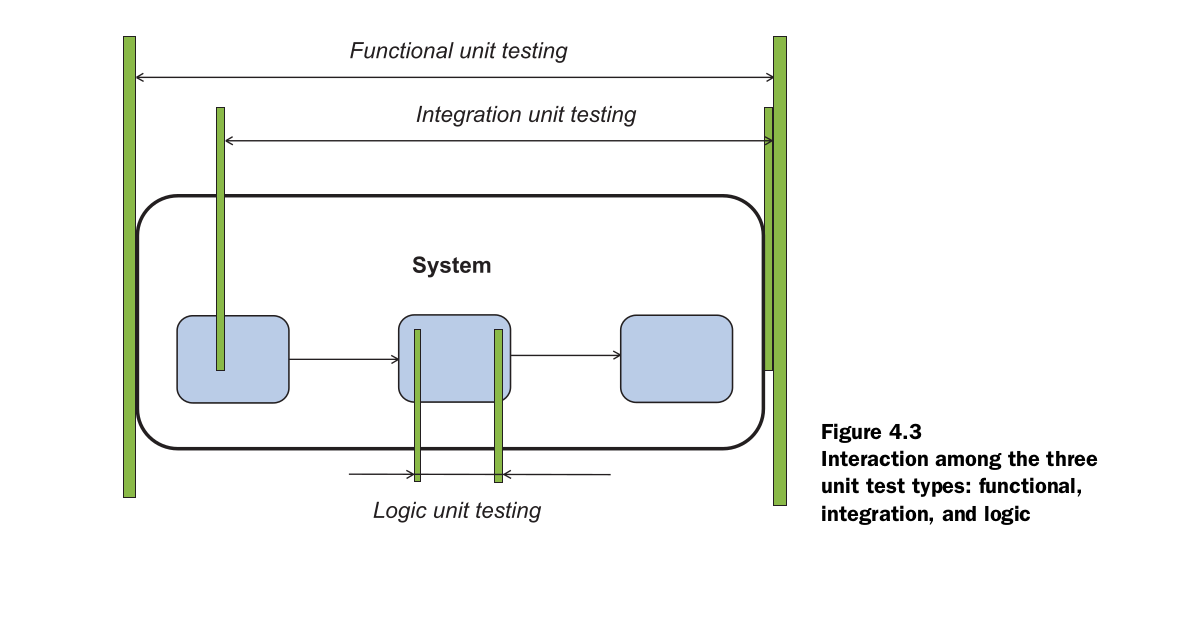 Functional unit testing
Integration unit testing
System
Logic unit testing
Figure 4.3
Interaction among the three
unit test types: functional,
integration, and logic